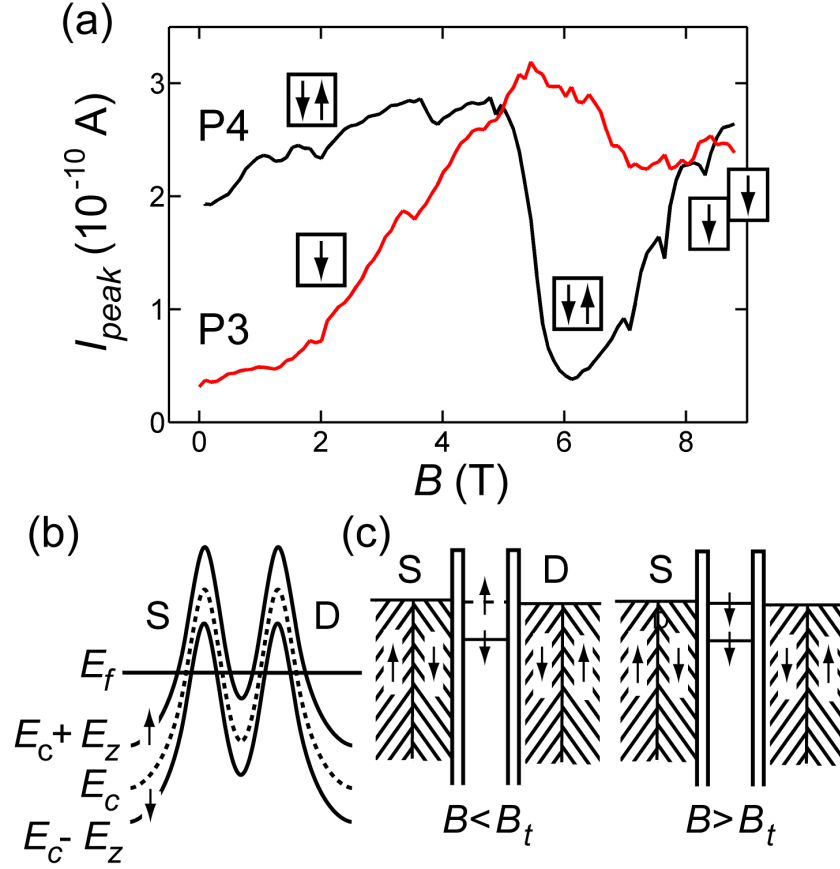 (a)
3
P4
I_peak (10^-10 A)
2
1
P3
0
0 2 4 6 8
B (T)
(b)
(c)
S D
S D
S
E_f
E_c + E_z
E_c
E_c - E_z
B < B_t
B > B_t